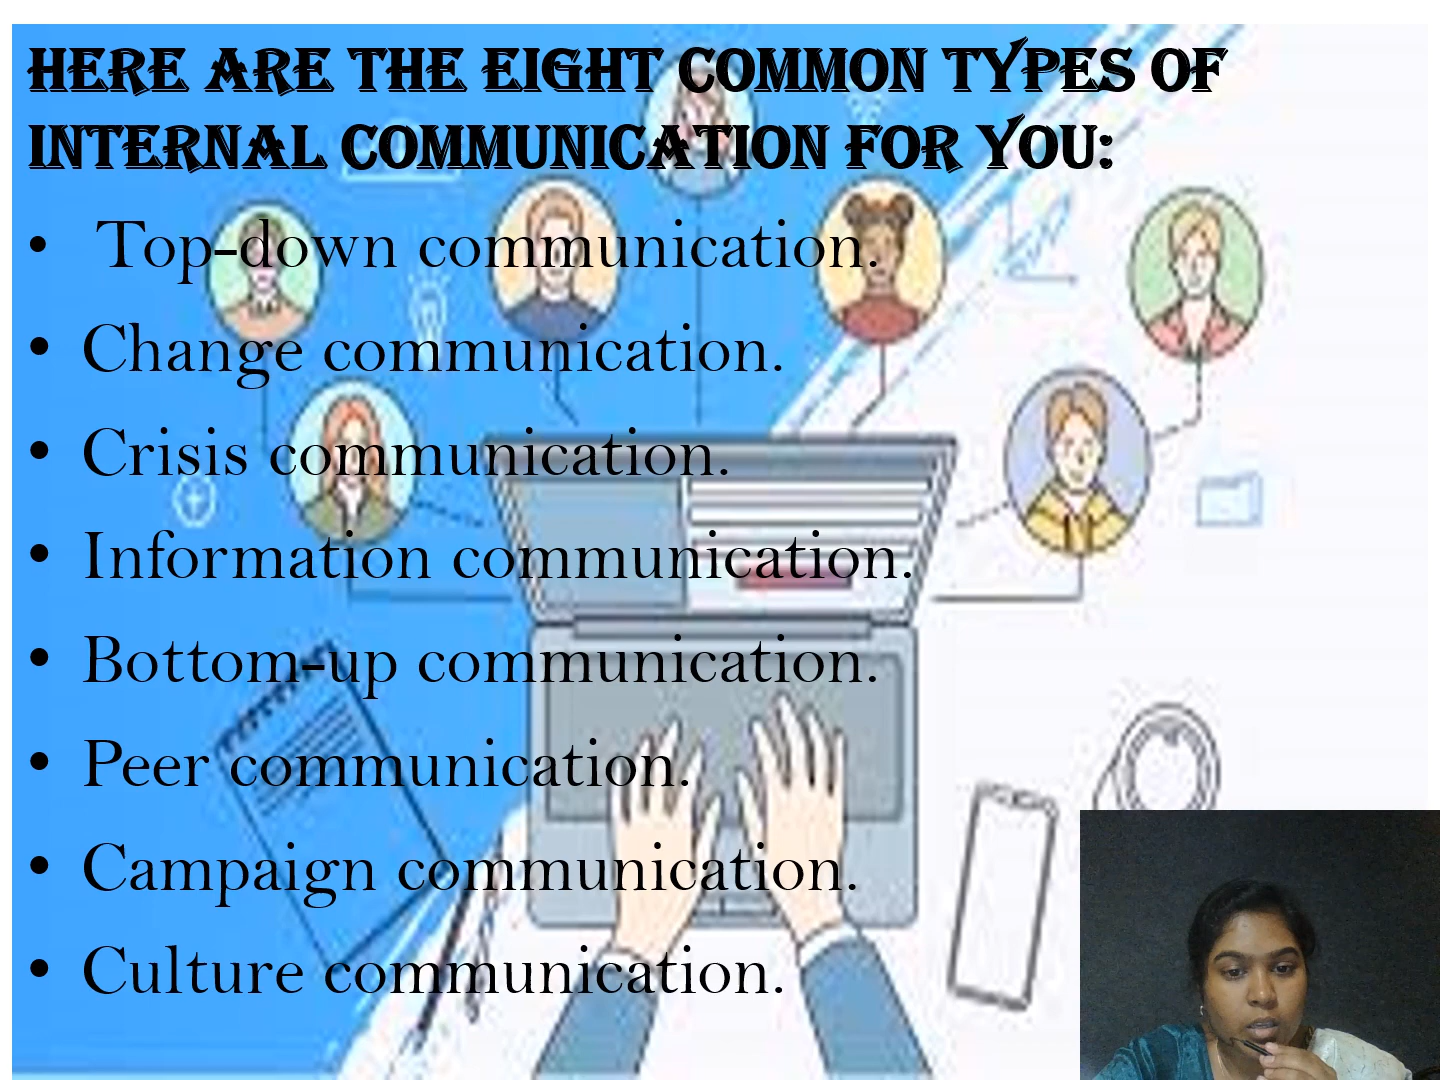 HERE ARE THE EIGHT COMMON TYPES OF
INTERNAL COMMUNICATION FOR YOU:
• Top-down communication.
• Change communication.
• Crisis communication.
• Information communication.
• Bottom-up communication.
• Peer communication.
• Campaign communication.
• Culture communication.